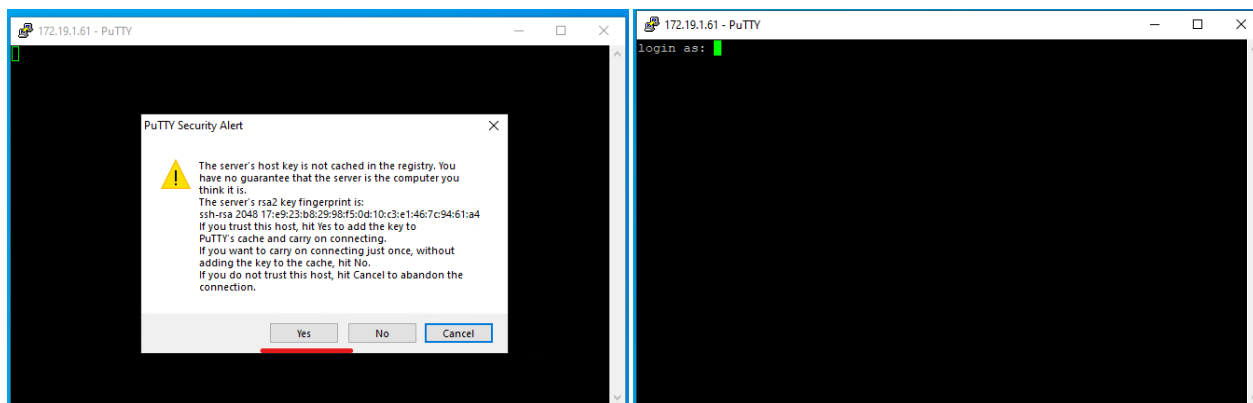 172.19.1.61 - PuTTY
PuTTY Security Alert
The server's host key is not cached in the registry. You
have no guarantee that the server is the computer you
think it is.
The server's rsa2 key fingerprint is:
ssh-rsa 2048 17:e9:23:b8:29:98:f5:0d:10:c3:e1:46:7c:94:61:a4
If you trust this host, hit Yes to add the key to
PuTTY's cache and carry on connecting.
If you want to carry on connecting just once, without
adding the key to the cache, hit No.
If you do not trust this host, hit Cancel to abandon the
connection.
Yes No Cancel
172.19.1.61 - PuTTY
login as: